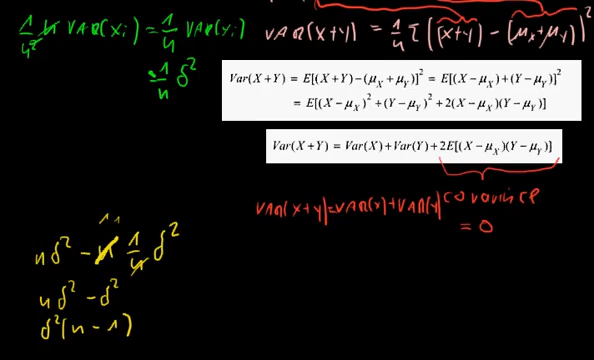 1/n² n VAR(Xi) = 1/n VAR(Yi)
= 1/n δ²
VAR(X+Y) = 1/n Σ((X+Y) - (μX+μY))²
Var(X+Y) = E[(X+Y)-(μX+μY)]² = E[(X-μX)+(Y-μY)]²
= E[(X-μX)²+(Y-μY)²+2(X-μX)(Y-μY)]
Var(X+Y) = Var(X)+Var(Y)+2E[(X-μX)(Y-μY)]
VAR(X+Y)=VAR(X)+VAR(Y) covarince
= 0
nδ² - n 1/n δ²
nδ² - δ²
δ²(n - 1)